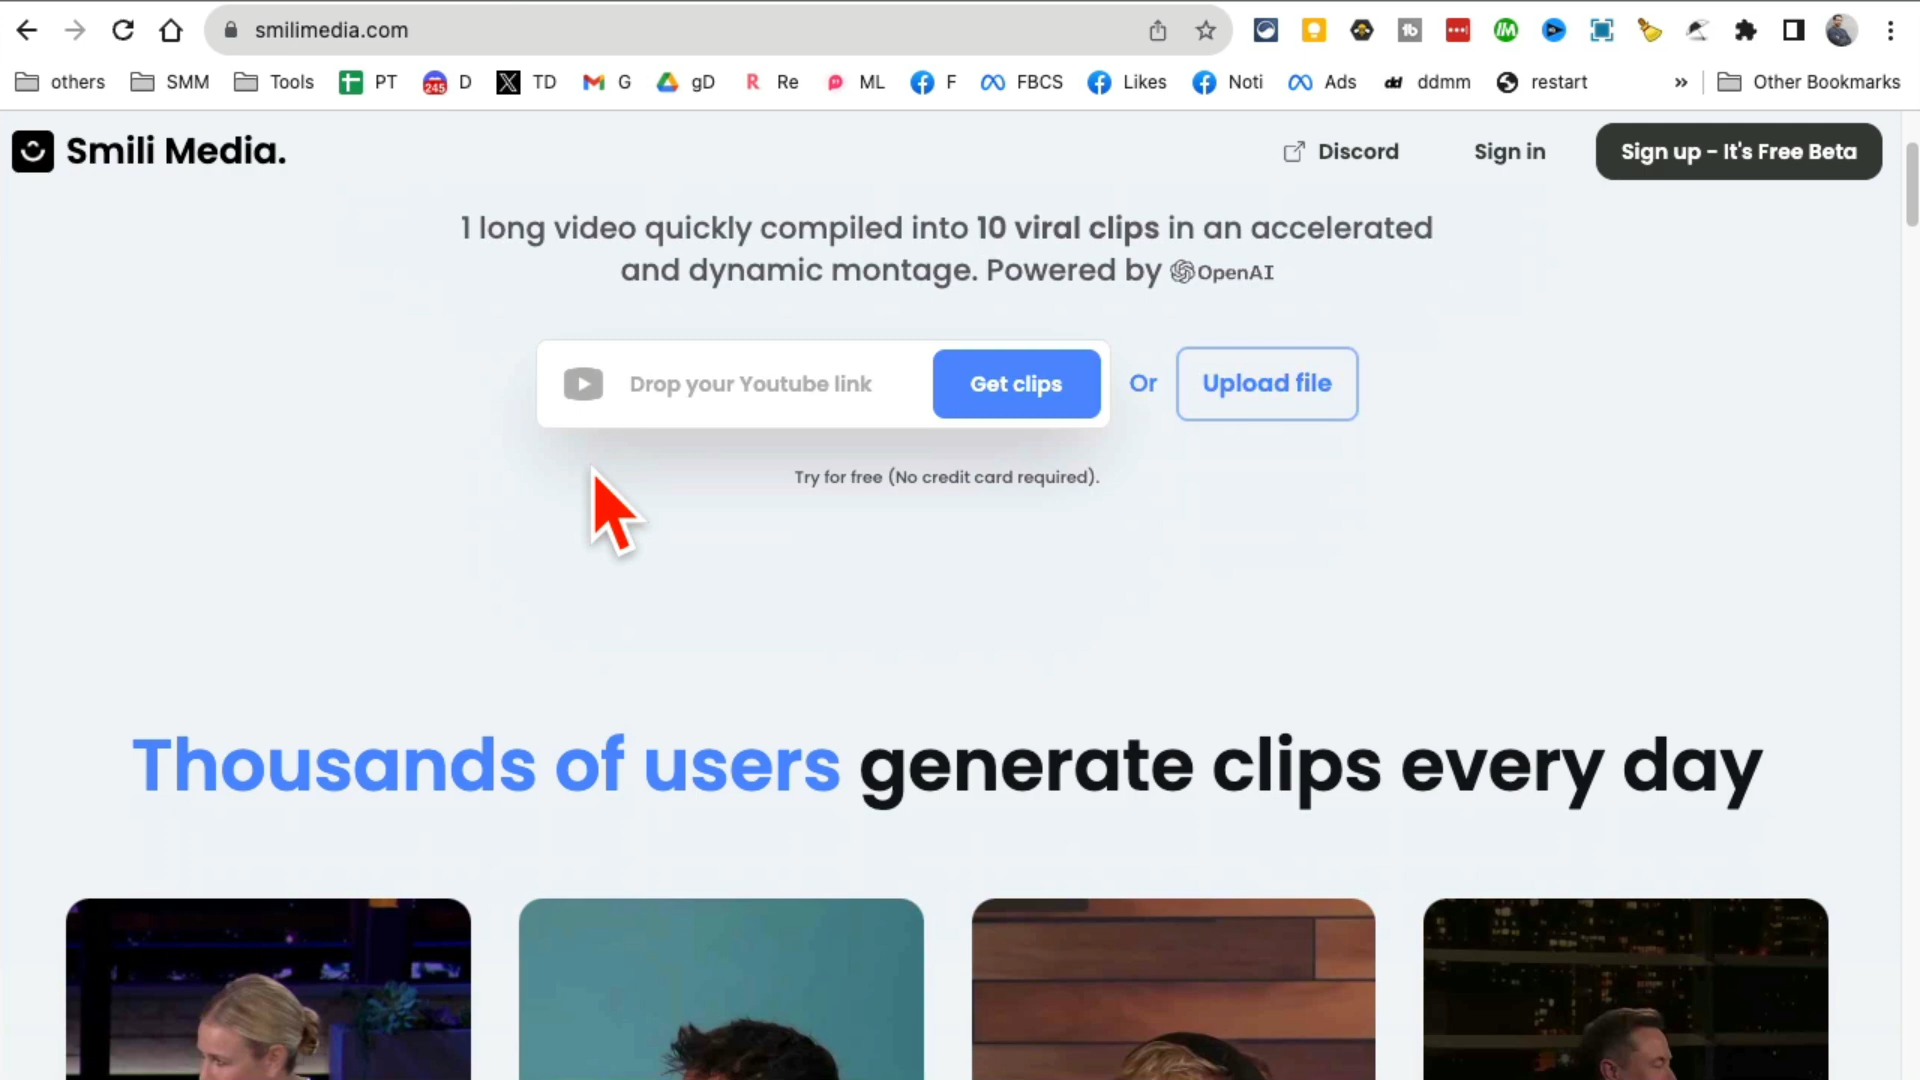 smilimedia.com
others SMM Tools PT 245 D TD G gD Re ML F FBCS Likes Noti Ads dd ddmm restart » Other Bookmarks
Smili Media. Discord Sign in Sign up - It's Free Beta
1 long video quickly compiled into 10 viral clips in an accelerated
and dynamic montage. Powered by OpenAI
Drop your Youtube link Get clips Or Upload file
Try for free (No credit card required).
Thousands of users generate clips every day